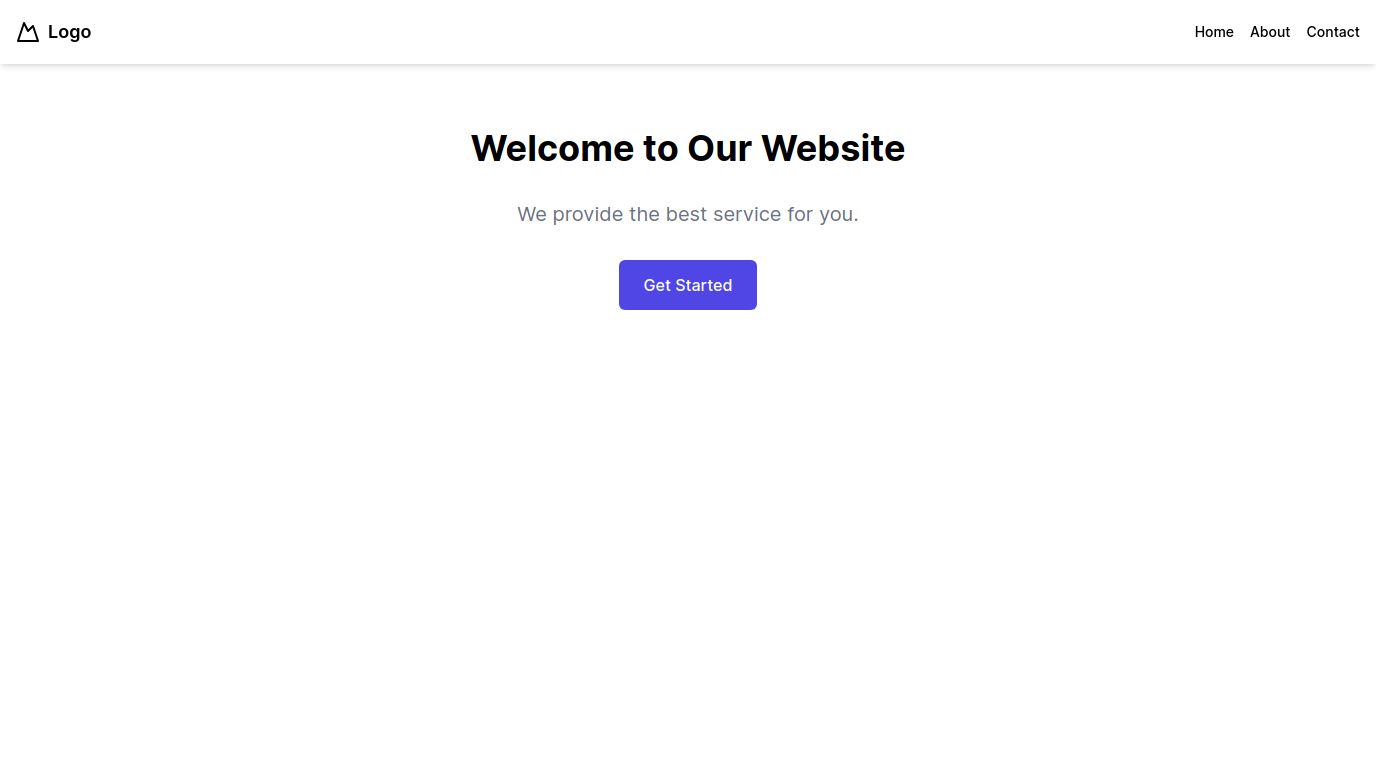 Logo
Home About Contact
Welcome to Our Website
We provide the best service for you.
Get Started